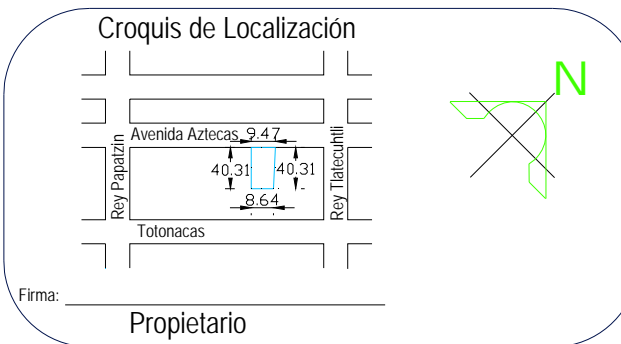 Croquis de Localización
N
Avenida Aztecas
9.47
Rey Papatzin
40.31
40.31
Rey Tlatecuhtli
8.64
Totonacas
Firma:
Propietario